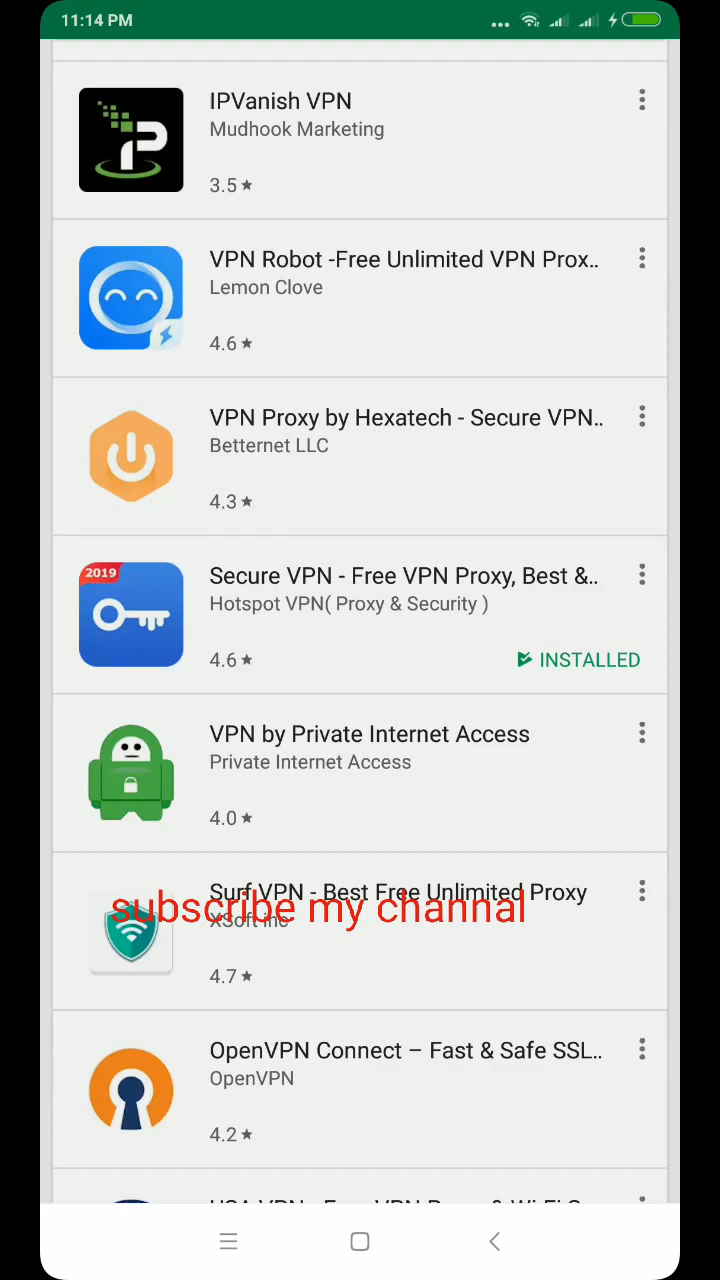 11:14 PM
IPVanish VPN
Mudhook Marketing
3.5
VPN Robot -Free Unlimited VPN Prox..
Lemon Clove
4.6
VPN Proxy by Hexatech - Secure VPN..
Betternet LLC
4.3
2019
Secure VPN - Free VPN Proxy, Best &..
Hotspot VPN( Proxy & Security )
4.6
INSTALLED
VPN by Private Internet Access
Private Internet Access
4.0
Surf VPN - Best Free Unlimited Proxy
subscribe my channal
XSoft inc
4.7
OpenVPN Connect – Fast & Safe SSL..
OpenVPN
4.2